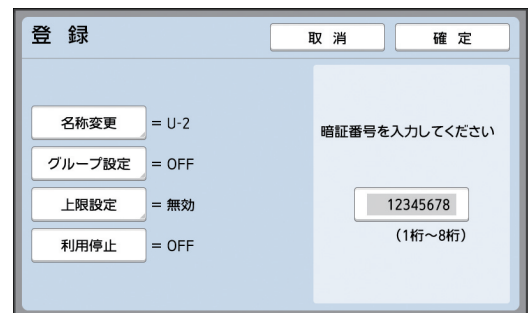 登 録
取 消
確 定
名称変更 = U-2
グループ設定 = OFF
上限設定 = 無効
利用停止 = OFF
暗証番号を入力してください
12345678
(1桁～8桁)